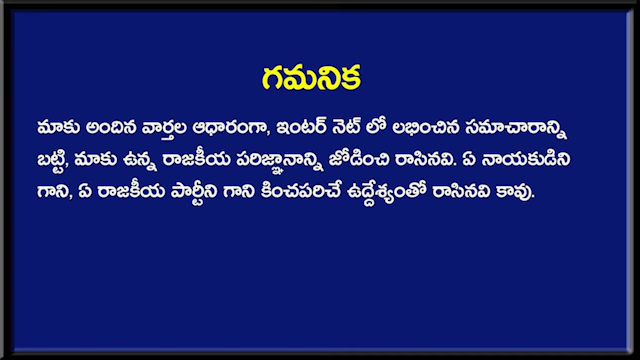 గమనిక
మాకు అందిన వార్తల ఆధారంగా, ఇంటర్ నెట్ లో లభించిన సమాచారాన్ని
బట్టి, మాకు ఉన్న రాజకీయ పరిజ్ఞానాన్ని జోడించి రాసినవి. ఏ నాయకుడిని
గాని, ఏ రాజకీయ పార్టీని గాని కించపరిచే ఉద్దేశ్యంతో రాసినవి కావు.